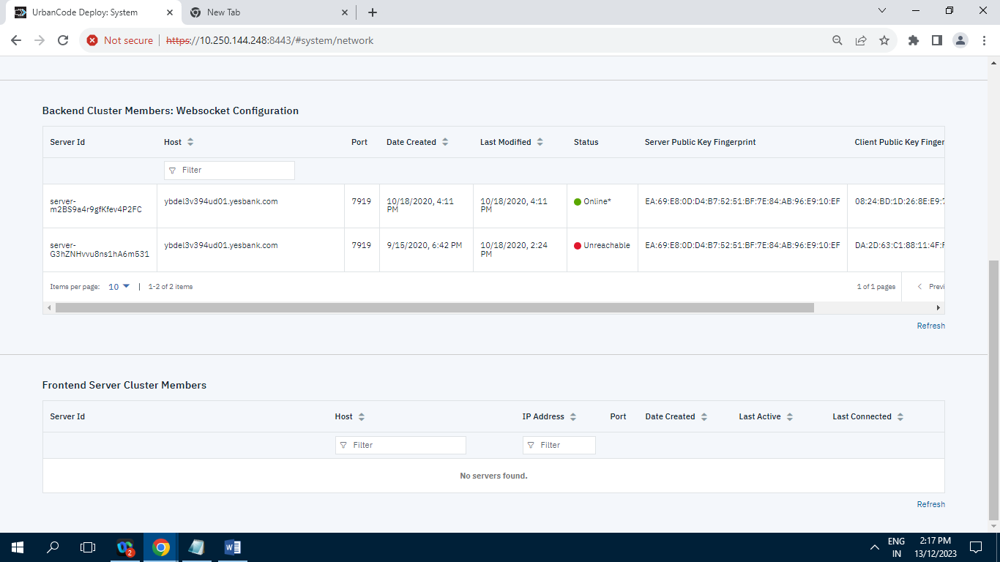 UrbanCode Deploy: System
New Tab
Not secure
https://10.250.144.248:8443/#system/network
Backend Cluster Members: Websocket Configuration
Server Id Host Port Date Created Last Modified Status Server Public Key Fingerprint Client Public Key Finger
Filter
server-m2BS9a4r9gfKfev4P2FC ybdel3v394ud01.yesbank.com 7919 10/18/2020, 4:11 PM 10/18/2020, 4:11 PM Online* EA:69:E8:0D:D4:B7:52:51:BF:7E:84:AB:96:E9:10:EF 08:24:BD:1D:26:8E:E9:7
server-G3hZNHvvu8ns1hA6m531 ybdel3v394ud01.yesbank.com 7919 9/15/2020, 6:42 PM 10/18/2020, 2:24 PM Unreachable EA:69:E8:0D:D4:B7:52:51:BF:7E:84:AB:96:E9:10:EF DA:2D:63:C1:88:11:4F:F
Items per page: 10 | 1-2 of 2 items 1 of 1 pages Previ
Refresh
Frontend Server Cluster Members
Server Id Host IP Address Port Date Created Last Active Last Connected
Filter Filter
No servers found.
Refresh
2
ENG
IN
2:17 PM
13/12/2023